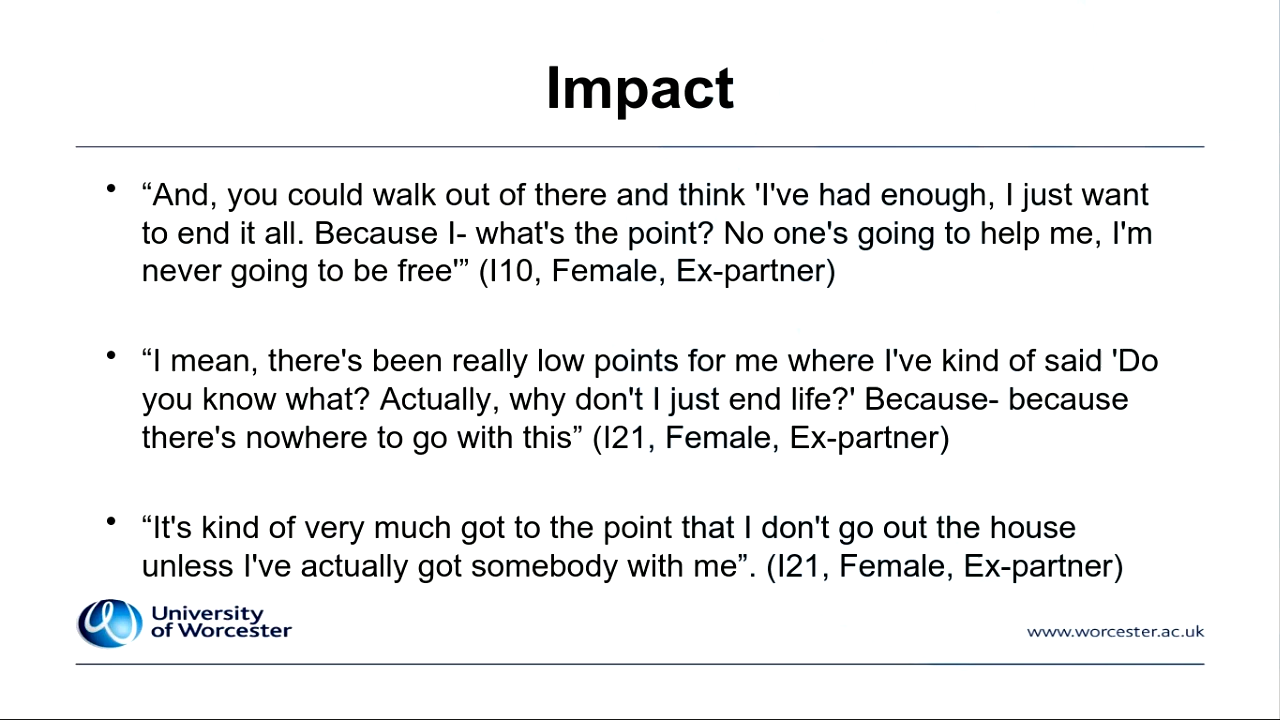 Impact
• “And, you could walk out of there and think 'I've had enough, I just want
to end it all. Because I- what's the point? No one's going to help me, I'm
never going to be free'” (I10, Female, Ex-partner)
• “I mean, there's been really low points for me where I've kind of said 'Do
you know what? Actually, why don't I just end life?' Because- because
there's nowhere to go with this” (I21, Female, Ex-partner)
• “It's kind of very much got to the point that I don't go out the house
unless I've actually got somebody with me”. (I21, Female, Ex-partner)
University
of Worcester
www.worcester.ac.uk